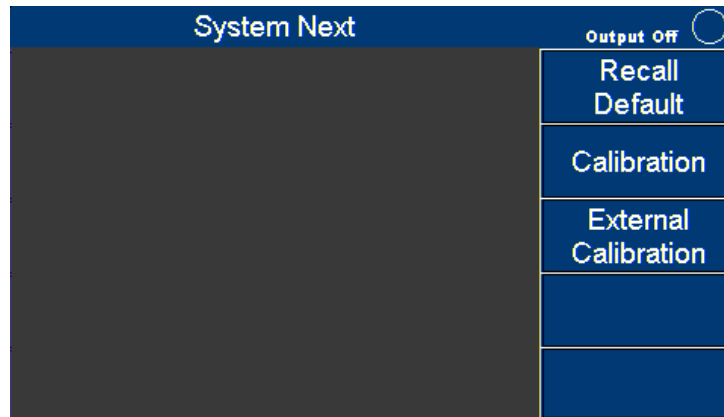 System Next
Output Off
Recall
Default
Calibration
External
Calibration